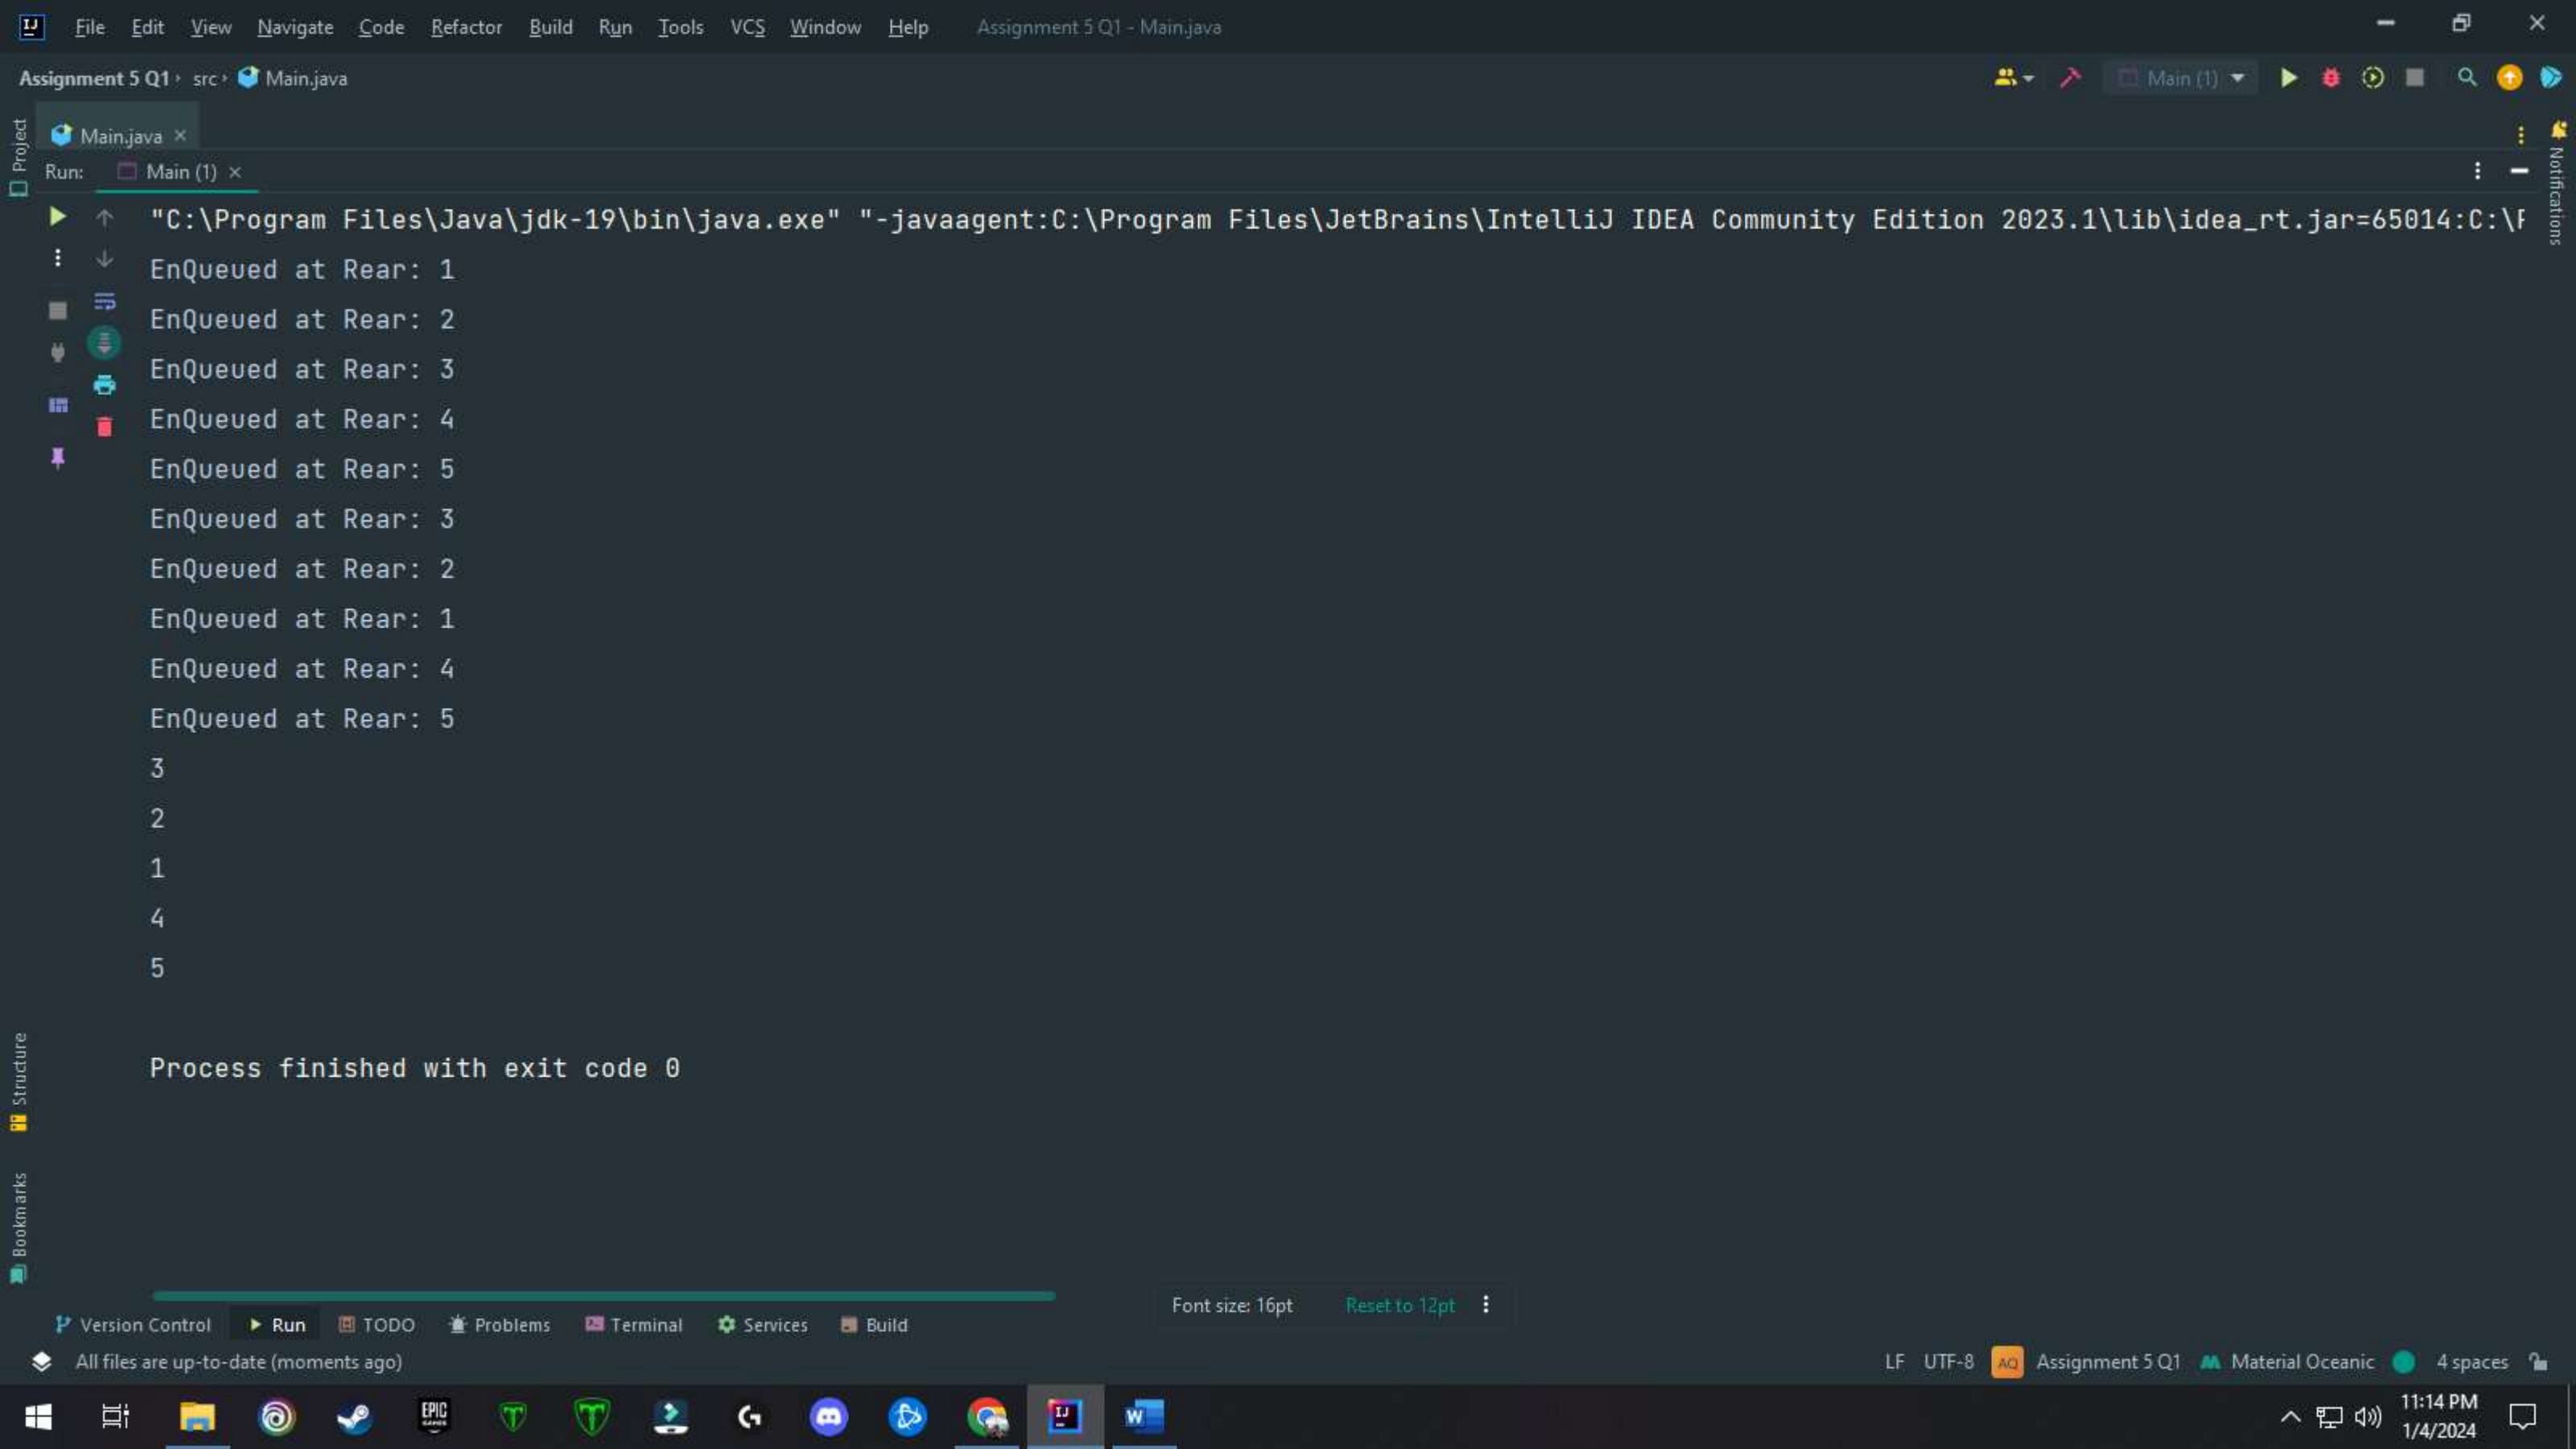 File Edit View Navigate Code Refactor Build Run Tools VCS Window Help Assignment 5 Q1 - Main.java
Assignment 5 Q1 src Main.java Main (1)
Main.java
Project
Notifications
Run: Main (1)
"C:\Program Files\Java\jdk-19\bin\java.exe" "-javaagent:C:\Program Files\JetBrains\IntelliJ IDEA Community Edition 2023.1\lib\idea_rt.jar=65014:C:\
EnQueued at Rear: 1
EnQueued at Rear: 2
EnQueued at Rear: 3
EnQueued at Rear: 4
EnQueued at Rear: 5
EnQueued at Rear: 3
EnQueued at Rear: 2
EnQueued at Rear: 1
EnQueued at Rear: 4
EnQueued at Rear: 5
3
2
1
4
5
Process finished with exit code 0
Structure
Bookmarks
Font size: 16pt Reset to 12pt
Version Control Run TODO Problems Terminal Services Build
All files are up-to-date (moments ago) LF UTF-8 AQ Assignment 5 Q1 Material Oceanic 4 spaces
EPIC GAMES
11:14 PM
1/4/2024